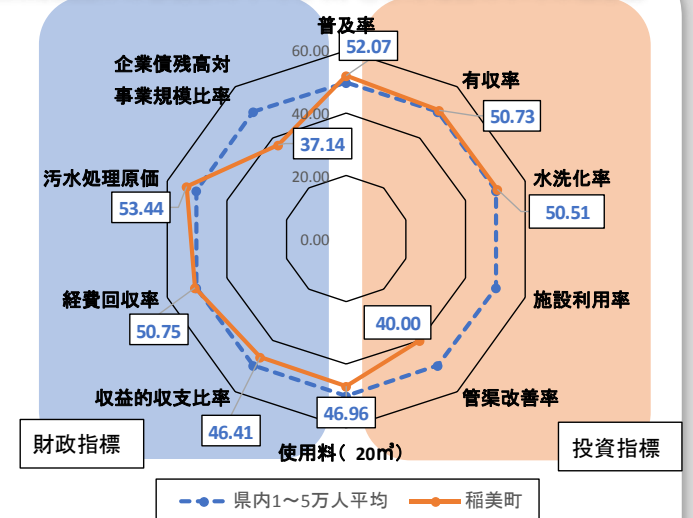 普及率
60.00
52.07
企業債残高対
事業規模比率
有収率
50.73
40.00
37.14
汚水処理原価
53.44
水洗化率
50.51
20.00
0.00
経費回収率
50.75
施設利用率
40.00
収益的収支比率
46.41
管渠改善率
46.96
使用料( 20㎥)
財政指標
投資指標
県内1～5万人平均
稲美町